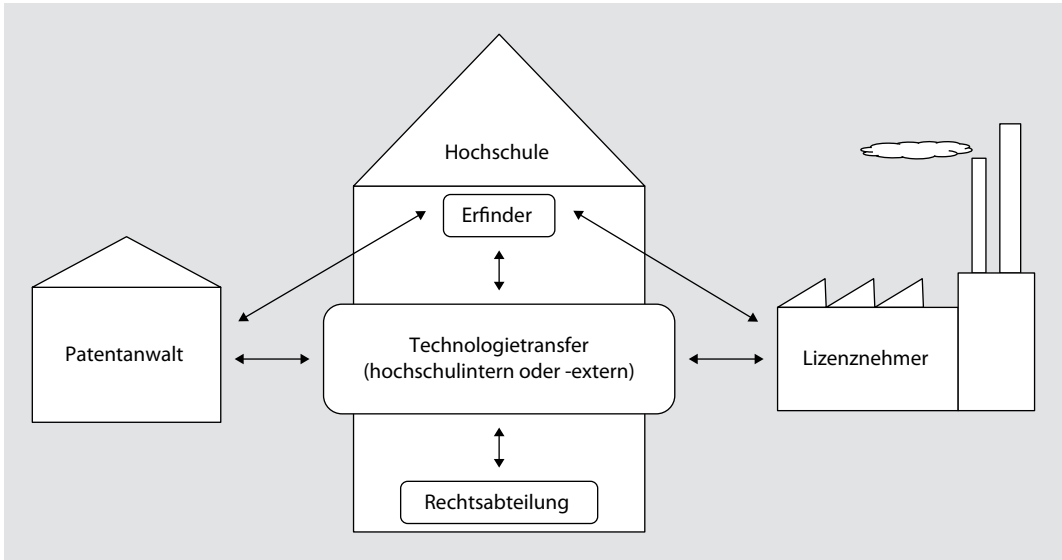 Hochschule
Erfinder
Patentanwalt
Technologietransfer
(hochschulintern oder -extern)
Lizenznehmer
Rechtsabteilung